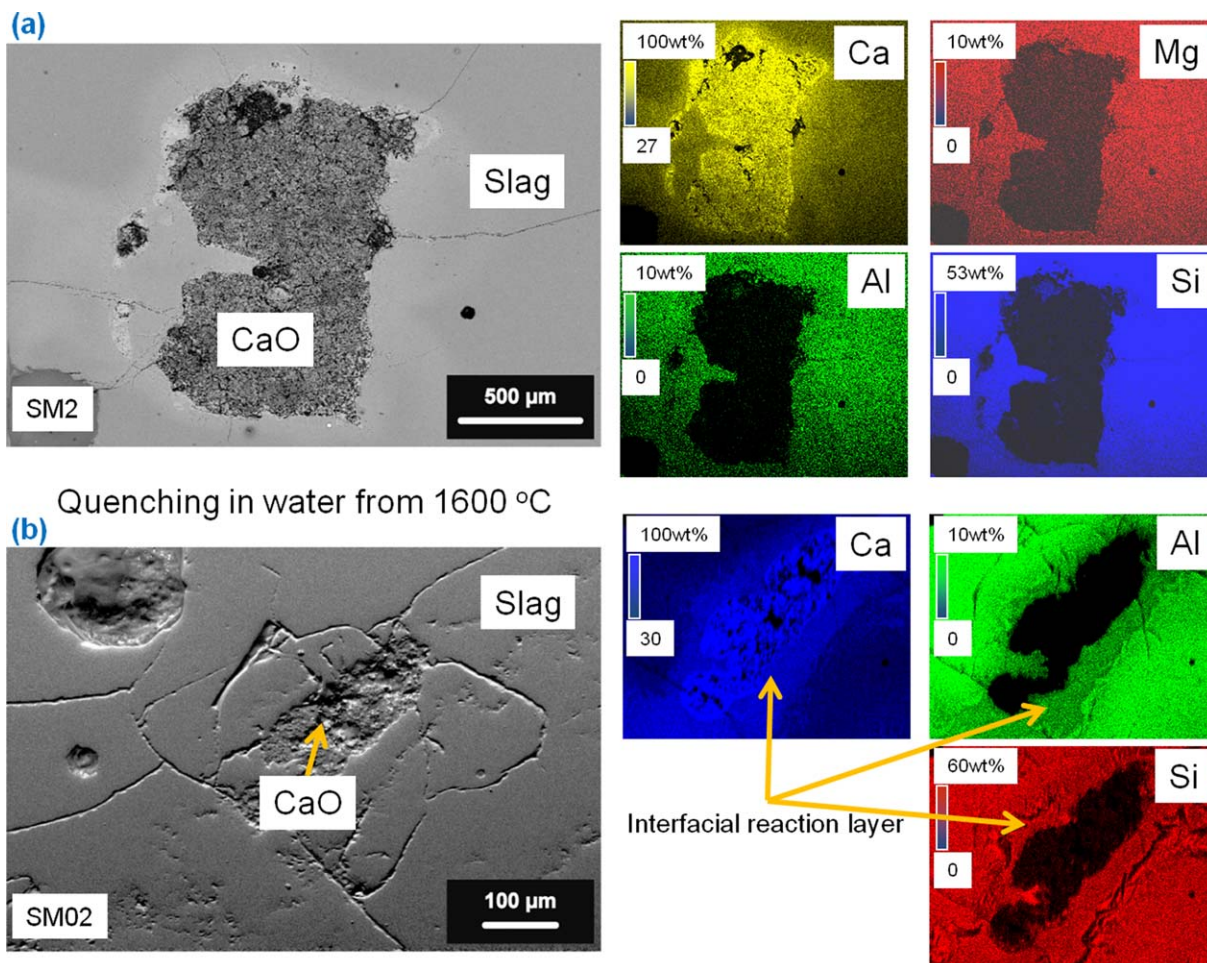 (a)
Slag
CaO
SM2
500 µm
100wt%
Ca
27
10wt%
Mg
0
10wt%
Al
0
53wt%
Si
0
Quenching in water from 1600 °C
(b)
Slag
CaO
SM02
100 µm
100wt%
Ca
30
10wt%
Al
0
Interfacial reaction layer
60wt%
Si
0